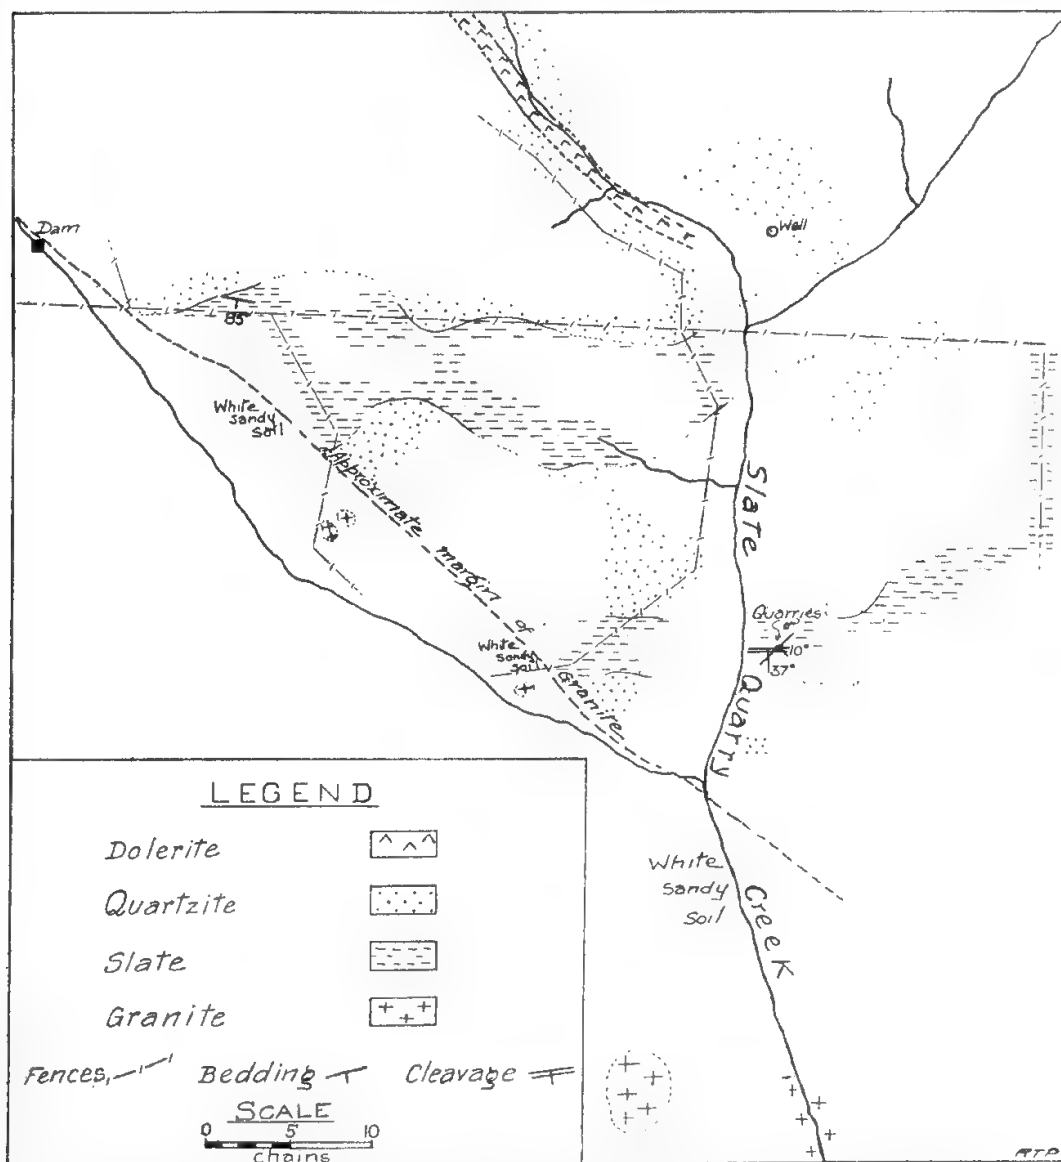 Dam
Well
85°
White
Sandy
Soil
Approximate margin of Granite
Slate Quarry Creek
Quarries
10°
37°
White
Sandy
Soil
White
Sandy
Soil
LEGEND
Dolerite
Quartzite
Slate
Granite
Fences
Bedding
Cleavage
SCALE
0 5 10
chains